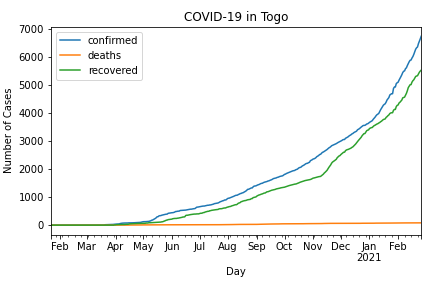 COVID-19 in Togo
confirmed
deaths
recovered
Number of Cases
7000
6000
5000
4000
3000
2000
1000
0
Feb Mar Apr May Jun Jul Aug Sep Oct Nov Dec Jan Feb
2021
Day